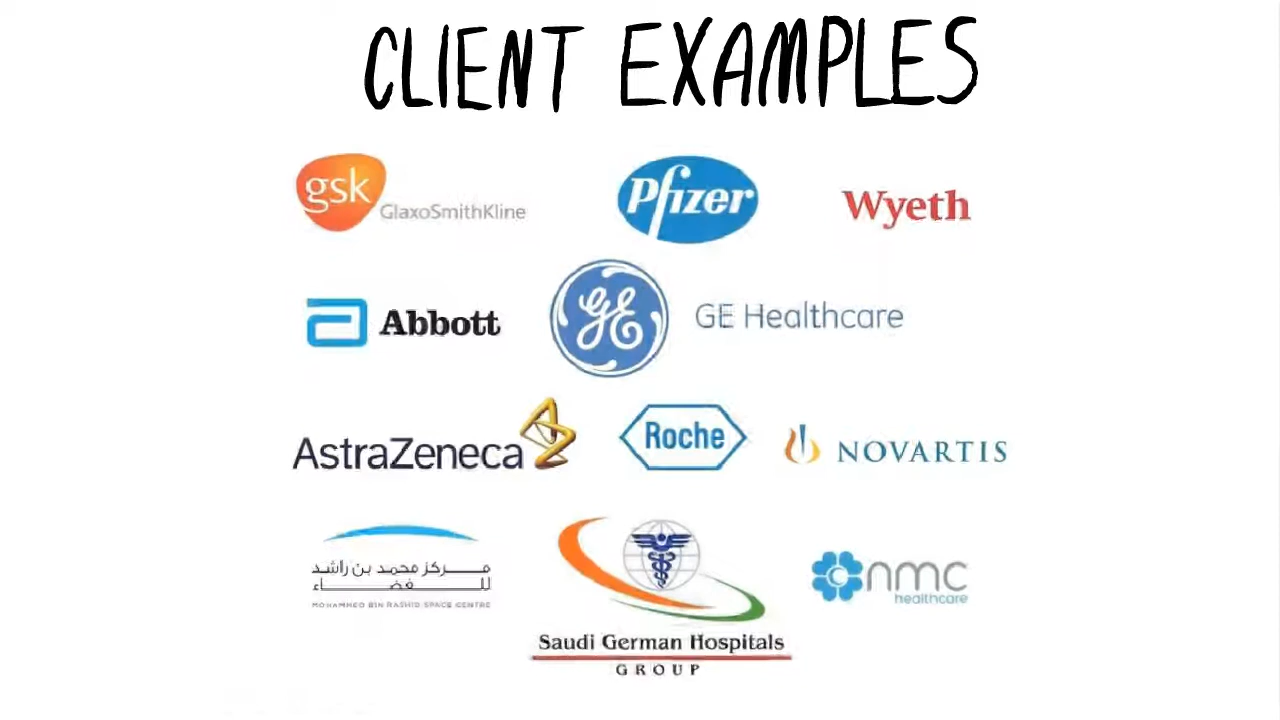 CLIENT EXAMPLES
gsk
GlaxoSmithKline
Pfizer
Wyeth
Abbott
GE
GE Healthcare
AstraZeneca
Roche
NOVARTIS
مركز محمد بن راشد
للفضاء
MOHAMMED BIN RASHID SPACE CENTRE
Saudi German Hospitals
GROUP
nmc
healthcare